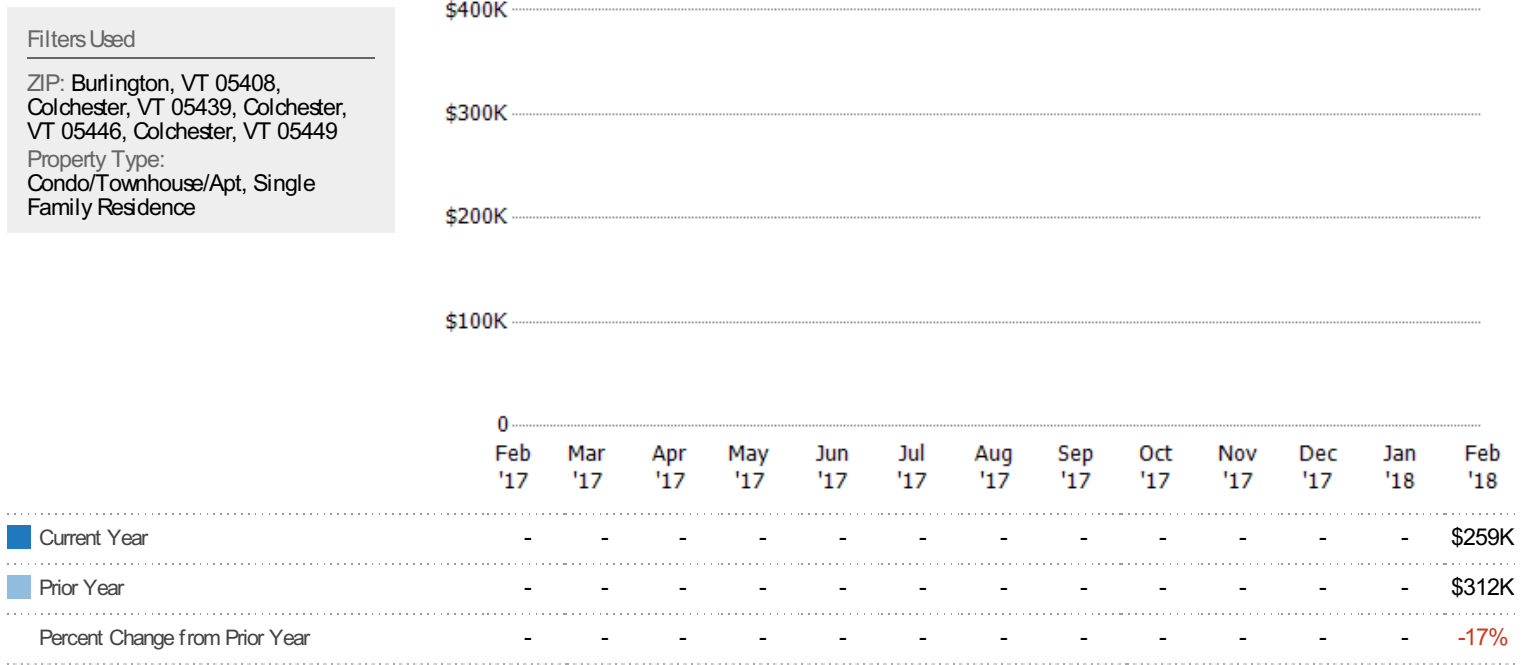 Filters Used
ZIP: Burlington, VT 05408,
Colchester, VT 05439, Colchester,
VT 05446, Colchester, VT 05449
Property Type:
Condo/Townhouse/Apt, Single
Family Residence
$400K
$300K
$200K
$100K
0
Feb '17 Mar '17 Apr '17 May '17 Jun '17 Jul '17 Aug '17 Sep '17 Oct '17 Nov '17 Dec '17 Jan '18 Feb '18
Current Year - - - - - - - - - - - - $259K
Prior Year - - - - - - - - - - - - $312K
Percent Change from Prior Year - - - - - - - - - - - - -17%